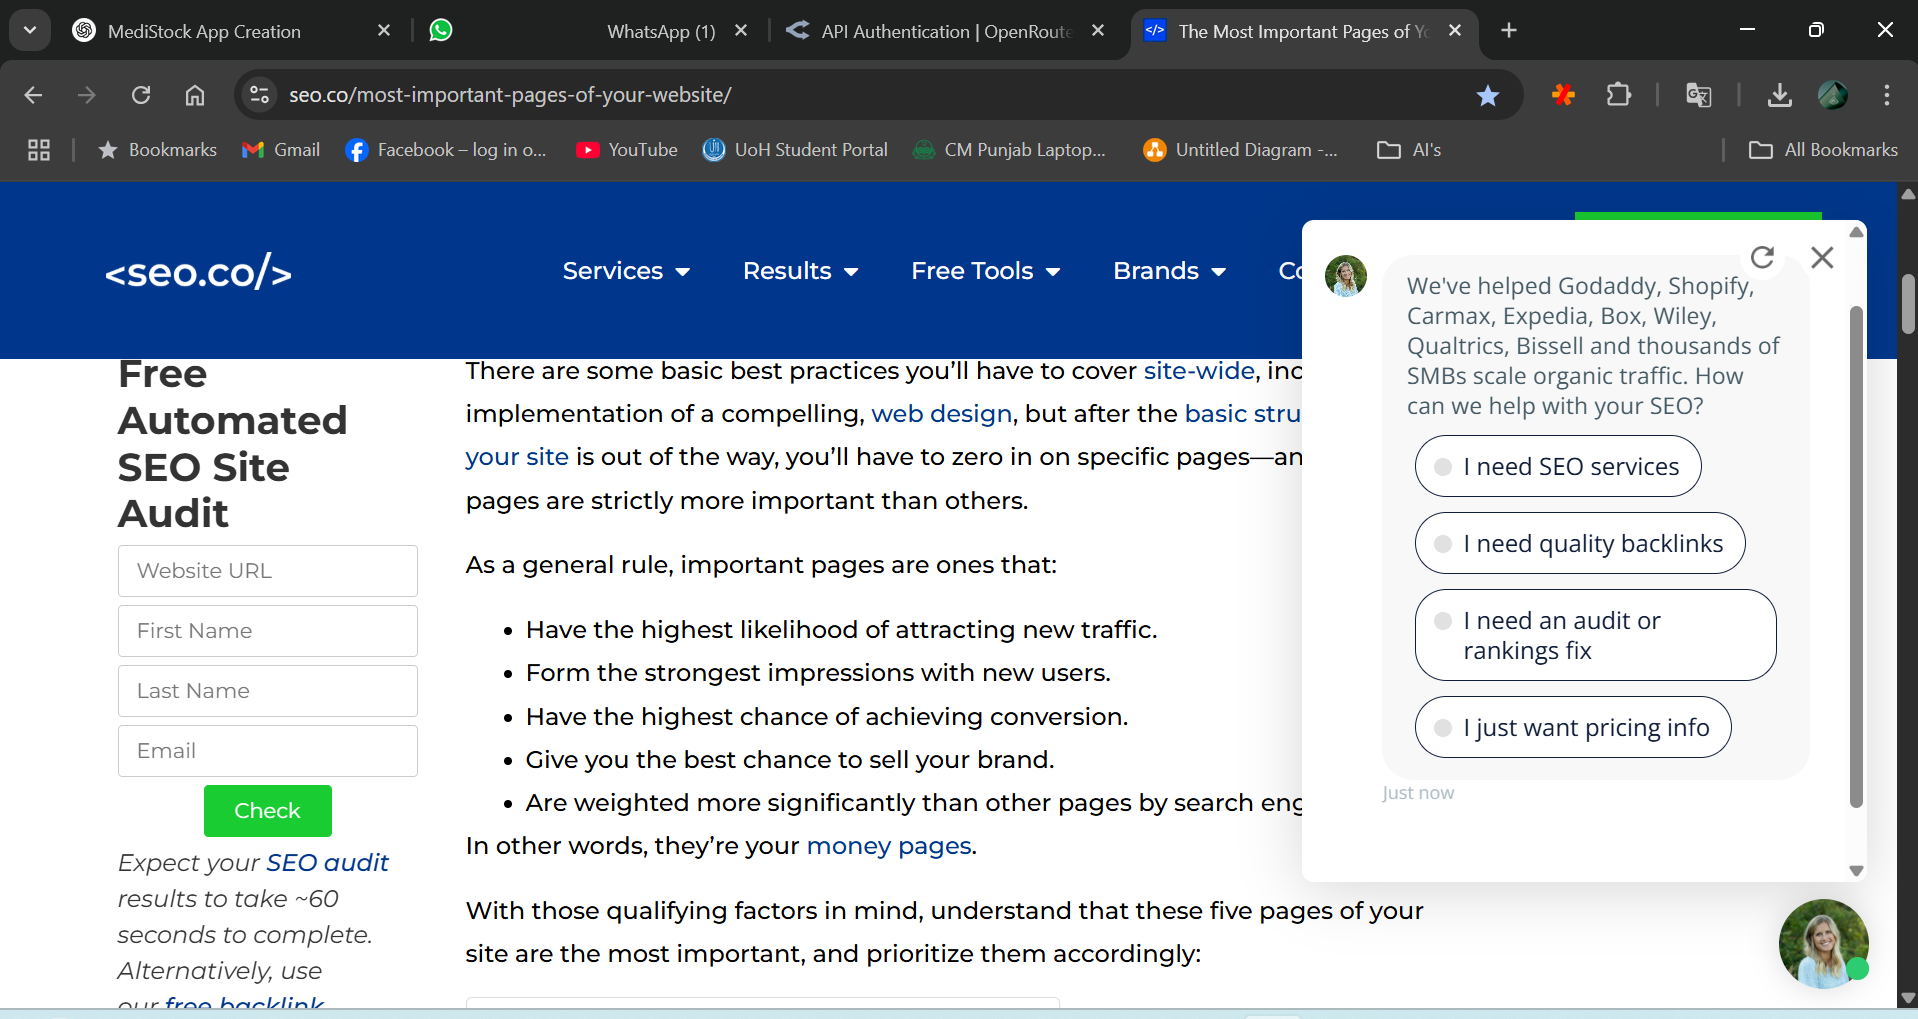 MediStock App Creation
WhatsApp (1)
API Authentication | OpenRoute
The Most Important Pages of Yo
seo.co/most-important-pages-of-your-website/
Bookmarks
Gmail
Facebook – log in o...
YouTube
UoH Student Portal
CM Punjab Laptop...
Untitled Diagram -...
AI's
All Bookmarks
<seo.co/>
Services
Results
Free Tools
Brands
Free
Automated
SEO Site
Audit
Website URL
First Name
Last Name
Email
Check
Expect your SEO audit
results to take ~60
seconds to complete.
Alternatively, use
our free backlink
There are some basic best practices you’ll have to cover site-wide,
implementation of a compelling, web design, but after the basic
your site is out of the way, you’ll have to zero in on specific pages—
pages are strictly more important than others.
As a general rule, important pages are ones that:
• Have the highest likelihood of attracting new traffic.
• Form the strongest impressions with new users.
• Have the highest chance of achieving conversion.
• Give you the best chance to sell your brand.
• Are weighted more significantly than other pages by search
In other words, they’re your money pages.
With those qualifying factors in mind, understand that these five pages of your
site are the most important, and prioritize them accordingly:
We've helped Godaddy, Shopify,
Carmax, Expedia, Box, Wiley,
Qualtrics, Bissell and thousands of
SMBs scale organic traffic. How
can we help with your SEO?
I need SEO services
I need quality backlinks
I need an audit or
rankings fix
I just want pricing info
Just now